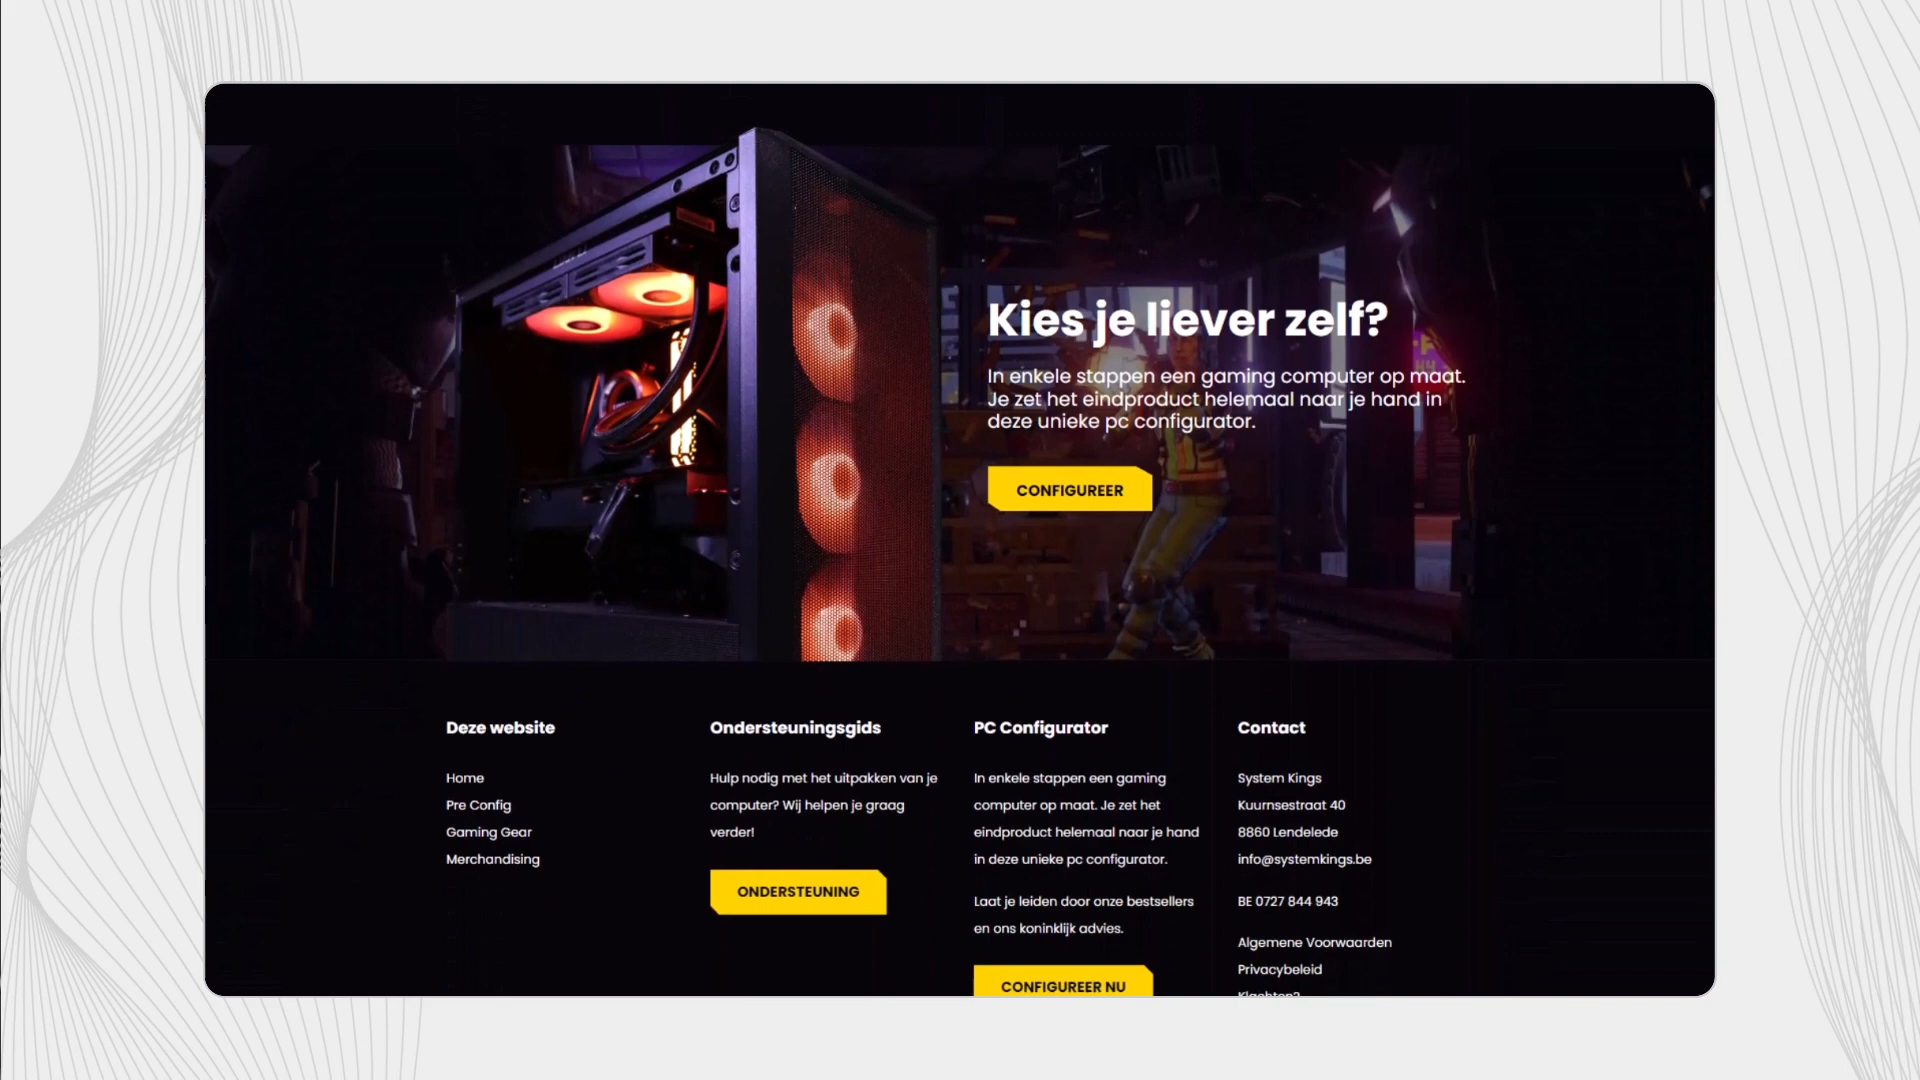 Kies je liever zelf?
In enkele stappen een gaming computer op maat.
Je zet het eindproduct helemaal naar je hand in
deze unieke pc configurator.
CONFIGUREER
Deze website
Home
Pre Config
Gaming Gear
Merchandising
Ondersteuningsgids
Hulp nodig met het uitpakken van je
computer? Wij helpen je graag
verder!
ONDERSTEUNING
PC Configurator
In enkele stappen een gaming
computer op maat. Je zet het
eindproduct helemaal naar je hand
in deze unieke pc configurator.
Laat je leiden door onze bestsellers
en ons koninklijk advies.
CONFIGUREER NU
Contact
System Kings
Kuurnsestraat 40
8860 Lendelede
info@systemkings.be
BE 0727 844 943
Algemene Voorwaarden
Privacybeleid
Klachten?